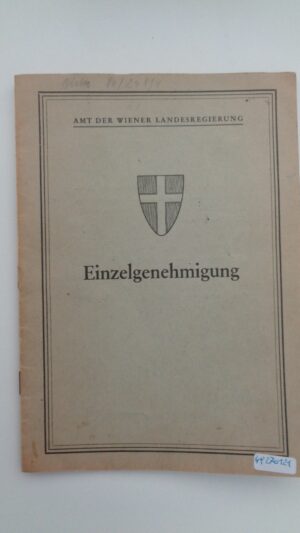 AMT DER WIENER LANDESREGIERUNG
Einzelgenehmigung